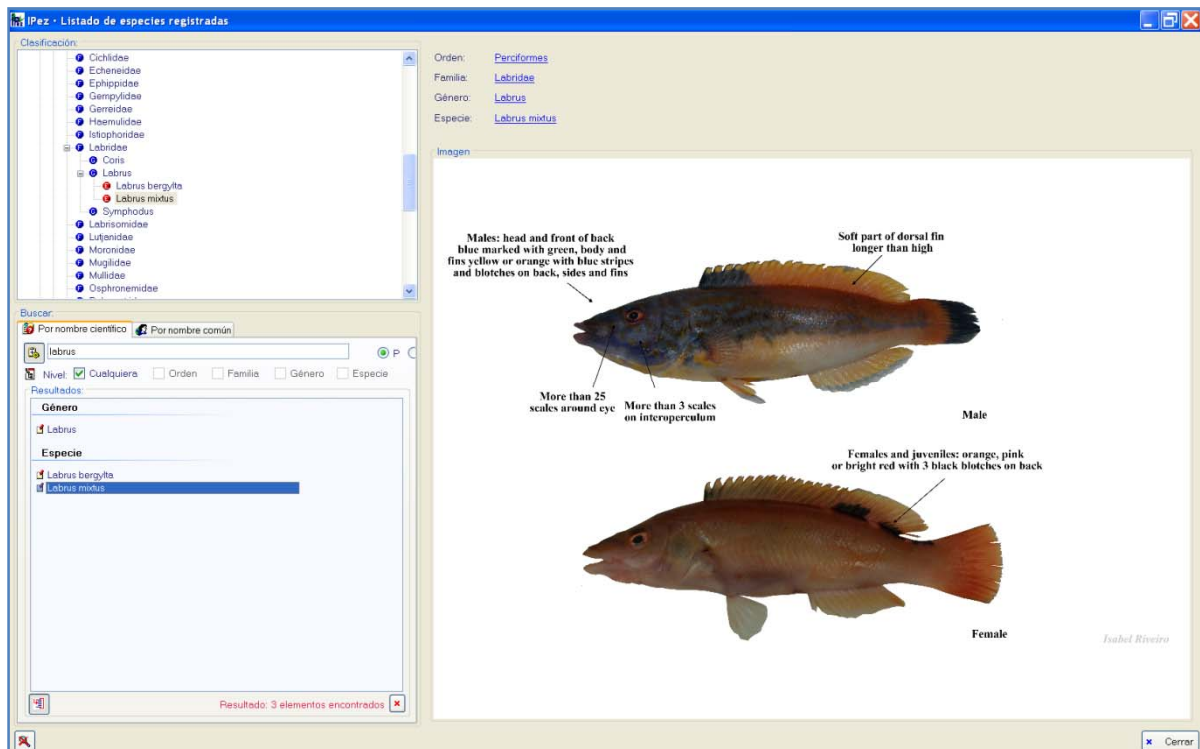 IPez - Listado de especies registradas
Clasificación:
Cichlidae
Echeneidae
Ephippidae
Gempylidae
Gerreidae
Haemulidae
Istiophoridae
Labridae
Coris
Labrus
Labrus bergylta
Labrus mixtus
Symphodus
Labrisomidae
Lutjanidae
Moronidae
Mugilidae
Mullidae
Osphronemidae
Buscar:
Por nombre científico
Por nombre común
labrus
P
Nivel: Cualquiera Orden Familia Género Especie
Resultados:
Género
Labrus
Especie
Labrus bergylta
Labrus mixtus
Resultado: 3 elementos encontrados
Orden: Perciformes
Familia: Labridae
Género: Labrus
Especie: Labrus mixtus
Imagen
Males: head and front of back
blue marked with green, body and
fins yellow or orange with blue stripes
and blotches on back, sides and fins
Soft part of dorsal fin
longer than high
More than 25
scales around eye
More than 3 scales
on interoperculum
Male
Females and juveniles: orange, pink
or bright red with 3 black blotches on back
Female
Isabel Riveiro
Cerrar